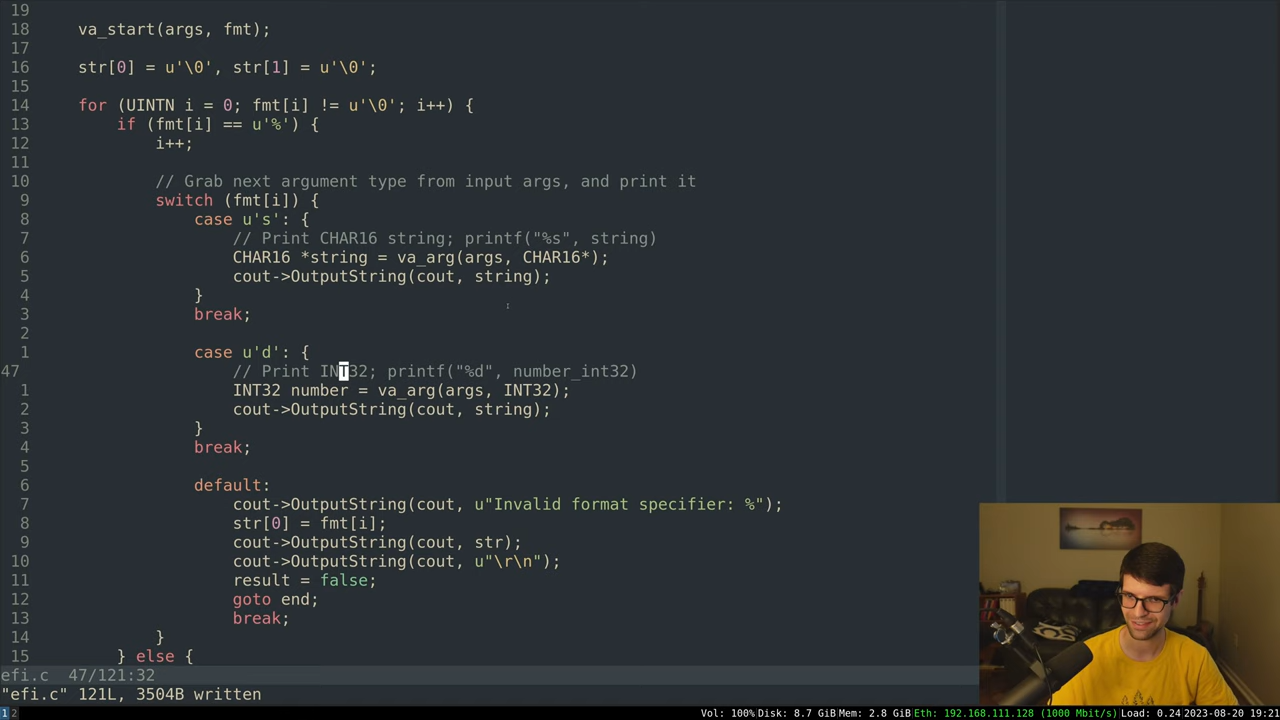 19
18 va_start(args, fmt);
17
16 str[0] = u'\0', str[1] = u'\0';
15
14 for (UINTN i = 0; fmt[i] != u'\0'; i++) {
13 if (fmt[i] == u'%') {
12 i++;
11
10 // Grab next argument type from input args, and print it
9 switch (fmt[i]) {
8 case u's': {
7 // Print CHAR16 string; printf("%s", string)
6 CHAR16 *string = va_arg(args, CHAR16*);
5 cout->OutputString(cout, string);
4 }
3 break;
2
1 case u'd': {
47 // Print INT32; printf("%d", number_int32)
1 INT32 number = va_arg(args, INT32);
2 cout->OutputString(cout, string);
3 }
4 break;
5
6 default:
7 cout->OutputString(cout, u"Invalid format specifier: %");
8 str[0] = fmt[i];
9 cout->OutputString(cout, str);
10 cout->OutputString(cout, u"\r\n");
11 result = false;
12 goto end;
13 break;
14 }
15 } else {
efi.c 47/121:32
"efi.c" 121L, 3504B written
1 2 Vol: 100% Disk: 8.7 GiB Mem: 2.8 GiB Eth: 192.168.111.128 (1000 Mbit/s) Load: 0.24 2023-08-20 19:21